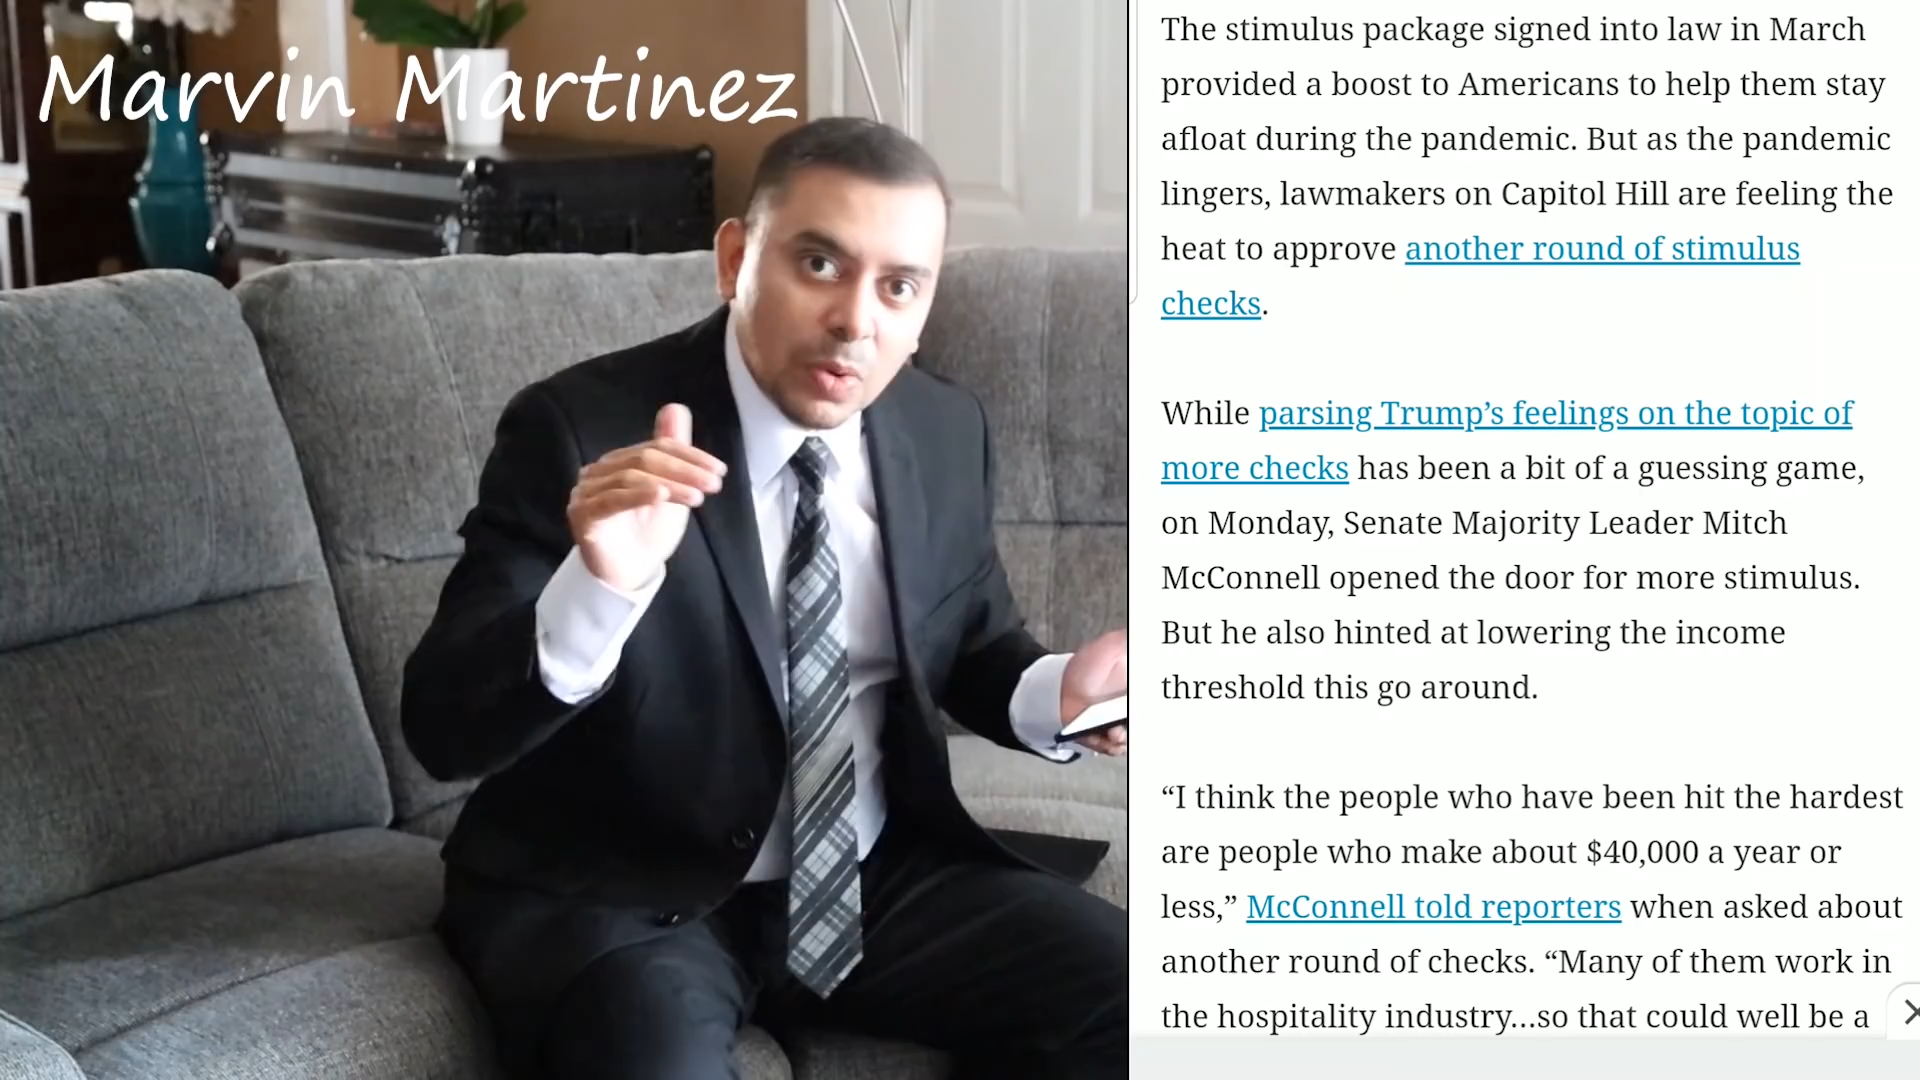 Marvin Martinez
The stimulus package signed into law in March
provided a boost to Americans to help them stay
afloat during the pandemic. But as the pandemic
lingers, lawmakers on Capitol Hill are feeling the
heat to approve another round of stimulus
checks.
While parsing Trump’s feelings on the topic of
more checks has been a bit of a guessing game,
on Monday, Senate Majority Leader Mitch
McConnell opened the door for more stimulus.
But he also hinted at lowering the income
threshold this go around.
“I think the people who have been hit the hardest
are people who make about $40,000 a year or
less,” McConnell told reporters when asked about
another round of checks. “Many of them work in
the hospitality industry...so that could well be a